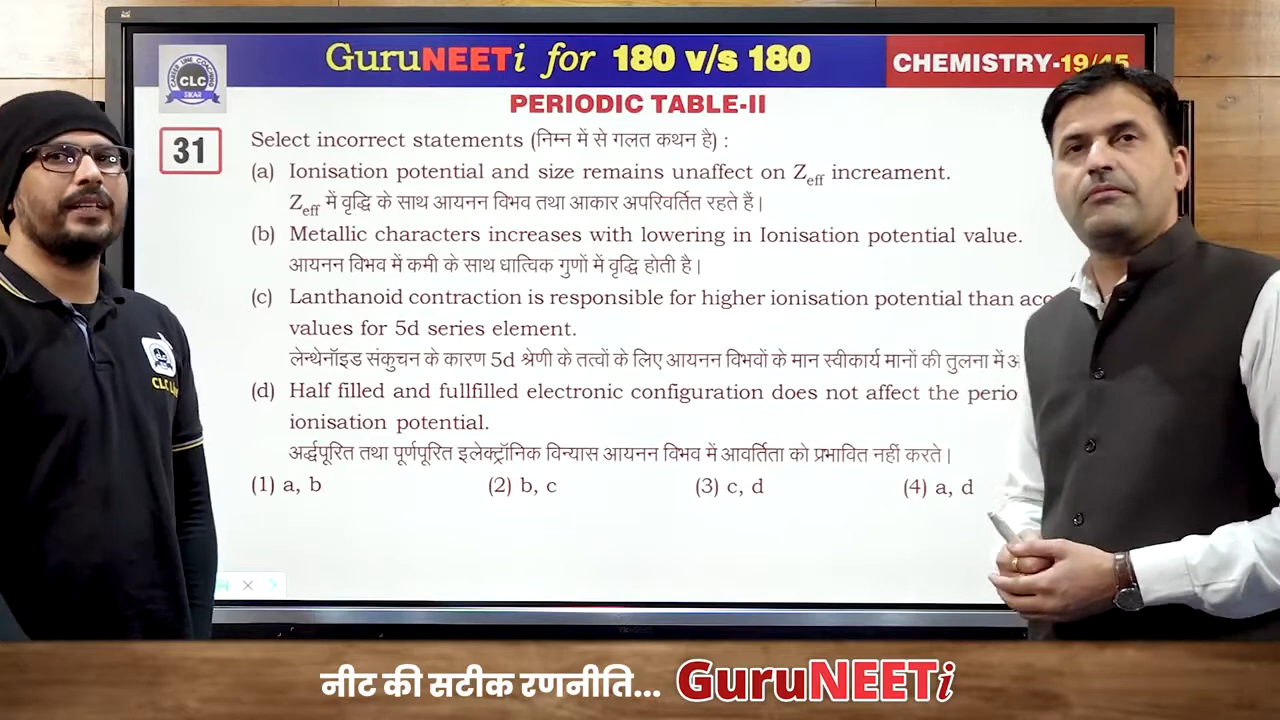 GuruNEETi for 180 v/s 180
CHEMISTRY-19/45
CLC
SIKAR
PERIODIC TABLE-II
31
Select incorrect statements (निम्न में से गलत कथन है) :
(a) Ionisation potential and size remains unaffect on Zeff increament.
Zeff में वृद्धि के साथ आयनन विभव तथा आकार अपरिवर्तित रहते हैं।
(b) Metallic characters increases with lowering in Ionisation potential value.
आयनन विभव में कमी के साथ धात्विक गुणों में वृद्धि होती है।
(c) Lanthanoid contraction is responsible for higher ionisation potential than
values for 5d series element.
लेन्थेनॉइड संकुचन के कारण 5d श्रेणी के तत्वों के लिए आयनन विभवों के मान स्वीकार्य मानों की तुलना में
(d) Half filled and fullfilled electronic configuration does not affect the
ionisation potential.
अर्द्धपूरित तथा पूर्णपूरित इलेक्ट्रॉनिक विन्यास आयनन विभव में आवर्तिता को प्रभावित नहीं करते।
(1) a, b (2) b, c (3) c, d (4) a, d
नीट की सटीक रणनीति... GuruNEETi